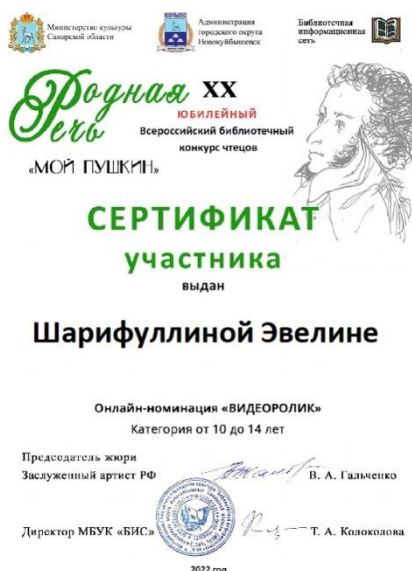 Министерство культуры
Самарской области
Администрация
городского округа
Новокуйбышевск
Библиотечная
информационная
сеть
Родная
Речь
XX
ЮБИЛЕЙНЫЙ
Всероссийский библиотечный
конкурс чтецов
«МОЙ ПУШКИН»
СЕРТИФИКАТ
участника
выдан
Шарифуллиной Эвелине
Онлайн-номинация «ВИДЕОРОЛИК»
Категория от 10 до 14 лет
Председатель жюри
Заслуженный артист РФ В. А. Гальченко
Директор МБУК «БИС» Т. А. Колоколова
2022 год